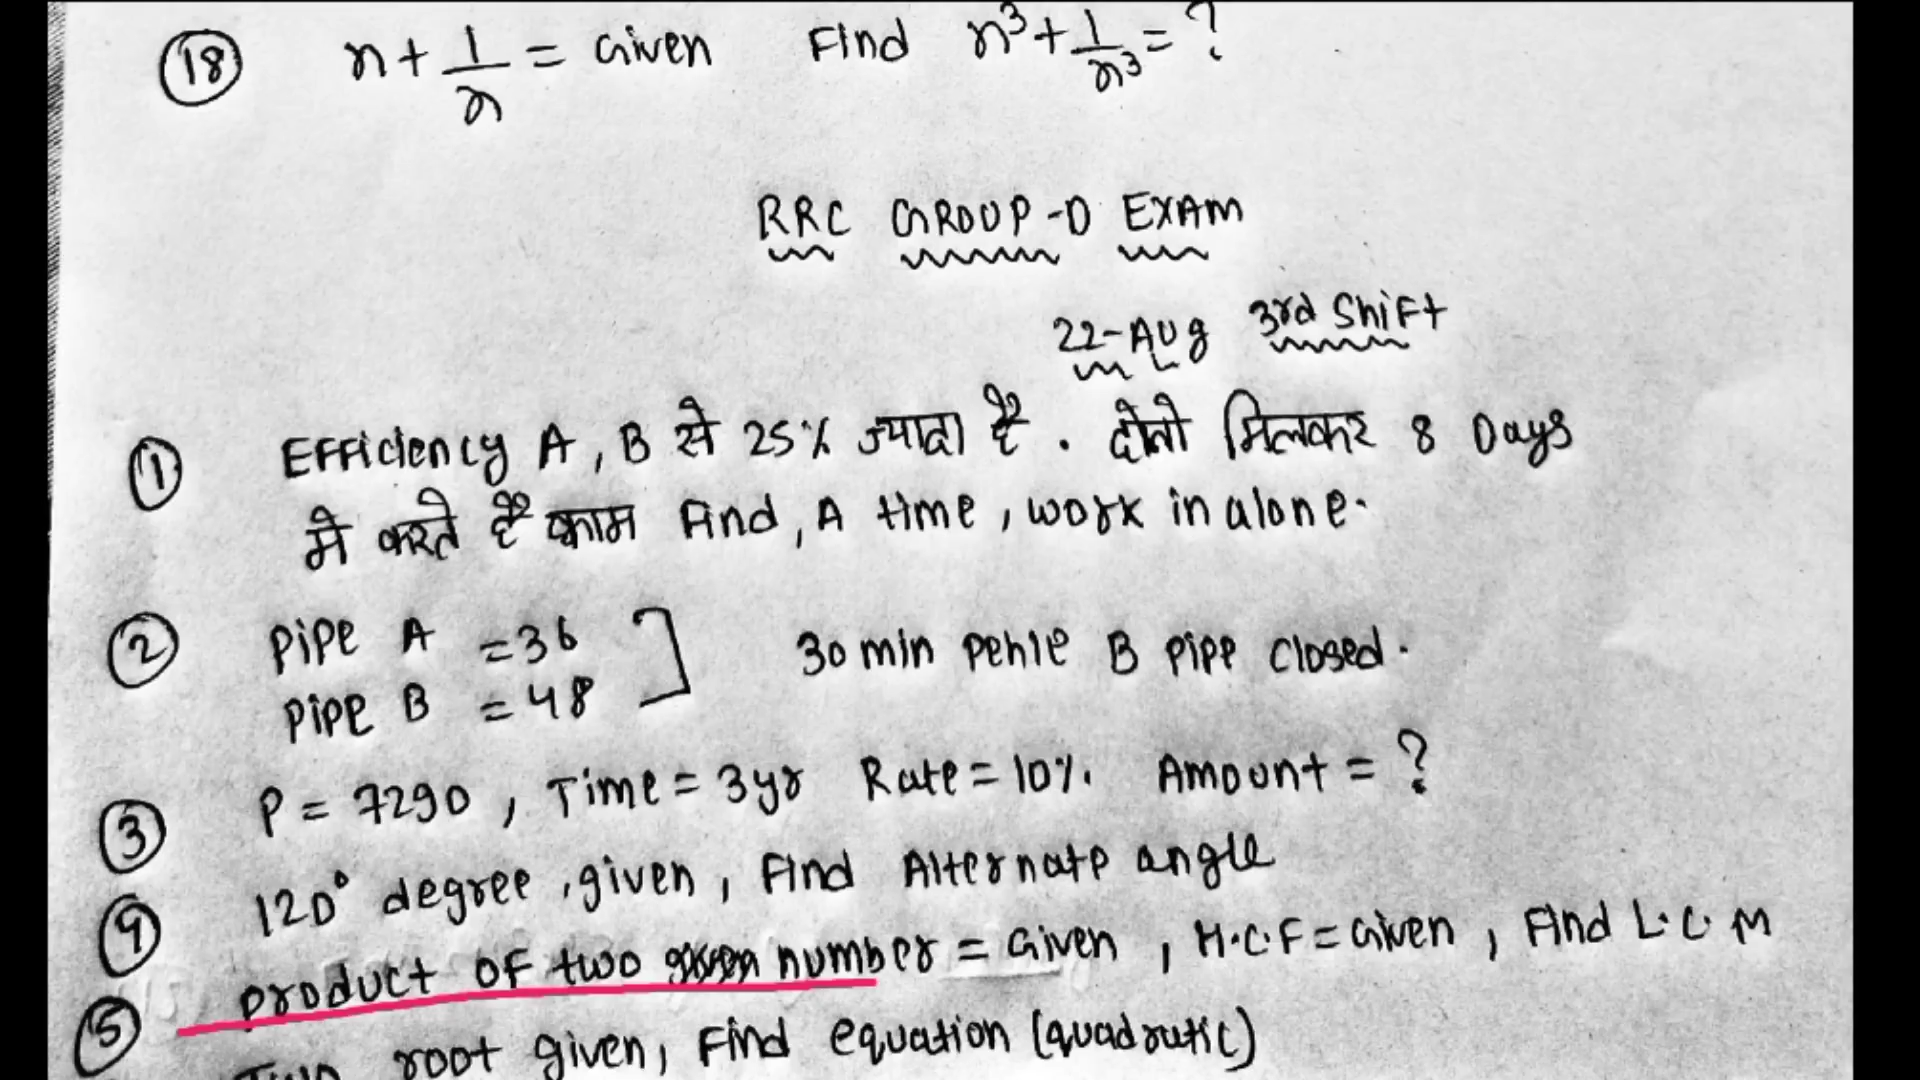 18 x + 1/x = Given Find x³ + 1/x³ = ?
RRC GROUP-D EXAM
22-Aug 3rd Shift
1 Efficiency A, B से 25% ज्यादा है. दोनो मिलकर 8 Days
मे करते है काम Find, A time, work in alone.
2 Pipe A = 36 ] 30 min Pehle B Pipe closed.
Pipe B = 48
3 P = 7290, Time = 3yr Rate = 10%. Amount = ?
4 120° degree, given, Find Alternate angle
5 product OF two number = Given, H.C.F = Given, Find L.C.M
Two root given, Find equation (quadratic)